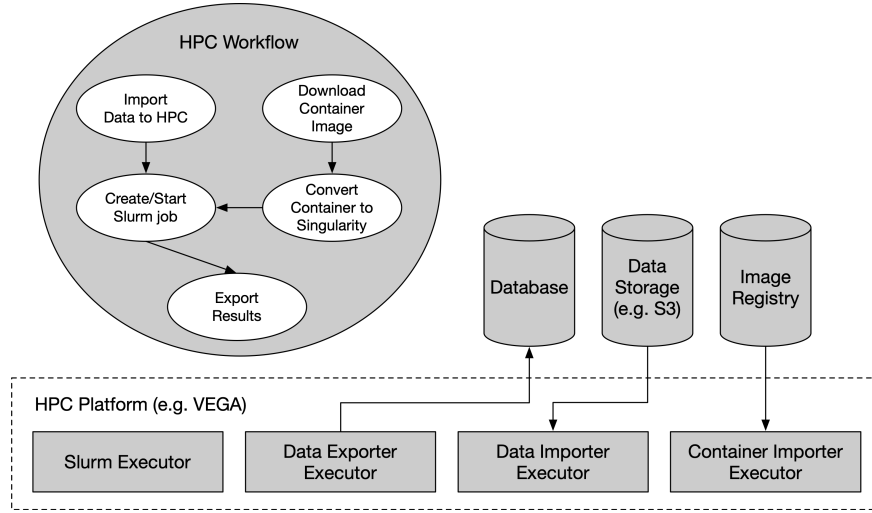 HPC Workflow
Import
Data to HPC
Download
Container
Image
Create/Start
Slurm job
Convert
Container to
Singularity
Export
Results
Database
Data
Storage
(e.g. S3)
Image
Registry
HPC Platform (e.g. VEGA)
Slurm Executor
Data Exporter
Executor
Data Importer
Executor
Container Importer
Executor